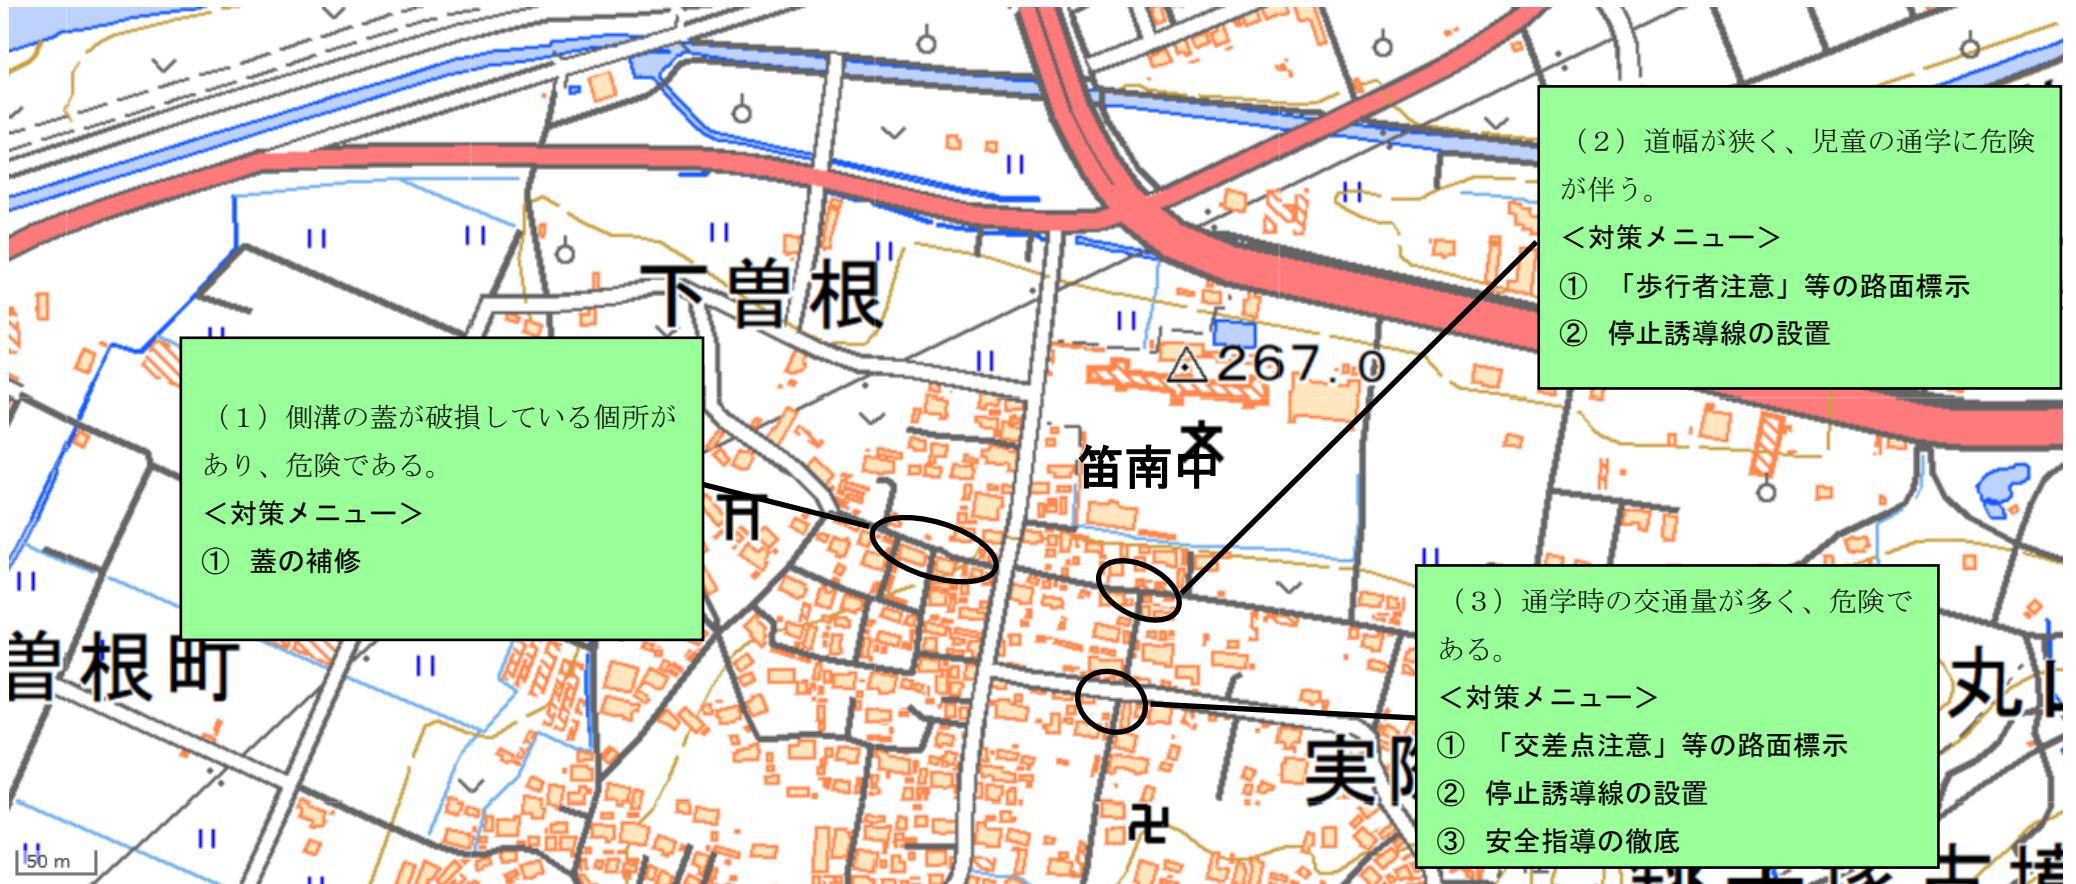 下曽根
267.0
笛南中
曽根町
50 m
（１）側溝の蓋が破損している個所が
あり、危険である。
＜対策メニュー＞
① 蓋の補修
（２）道幅が狭く、児童の通学に危険
が伴う。
＜対策メニュー＞
① 「歩行者注意」等の路面標示
② 停止誘導線の設置
（３）通学時の交通量が多く、危険で
ある。
＜対策メニュー＞
① 「交差点注意」等の路面標示
② 停止誘導線の設置
③ 安全指導の徹底
実
丸山